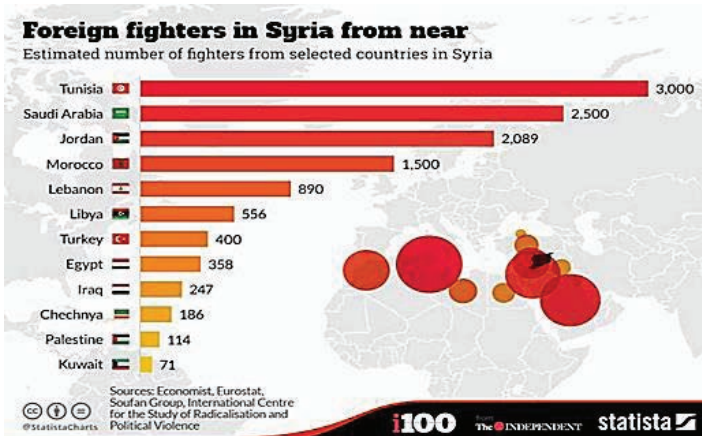 Foreign fighters in Syria from near
Estimated number of fighters from selected countries in Syria
Tunisia 3,000
Saudi Arabia 2,500
Jordan 2,089
Morocco 1,500
Lebanon 890
Libya 556
Turkey 400
Egypt 358
Iraq 247
Chechnya 186
Palestine 114
Kuwait 71
Sources: Economist, Eurostat,
Soufan Group, International Centre
for the Study of Radicalisation and
Political Violence
cc
@StatistaCharts
i100 from The INDEPENDENT statista